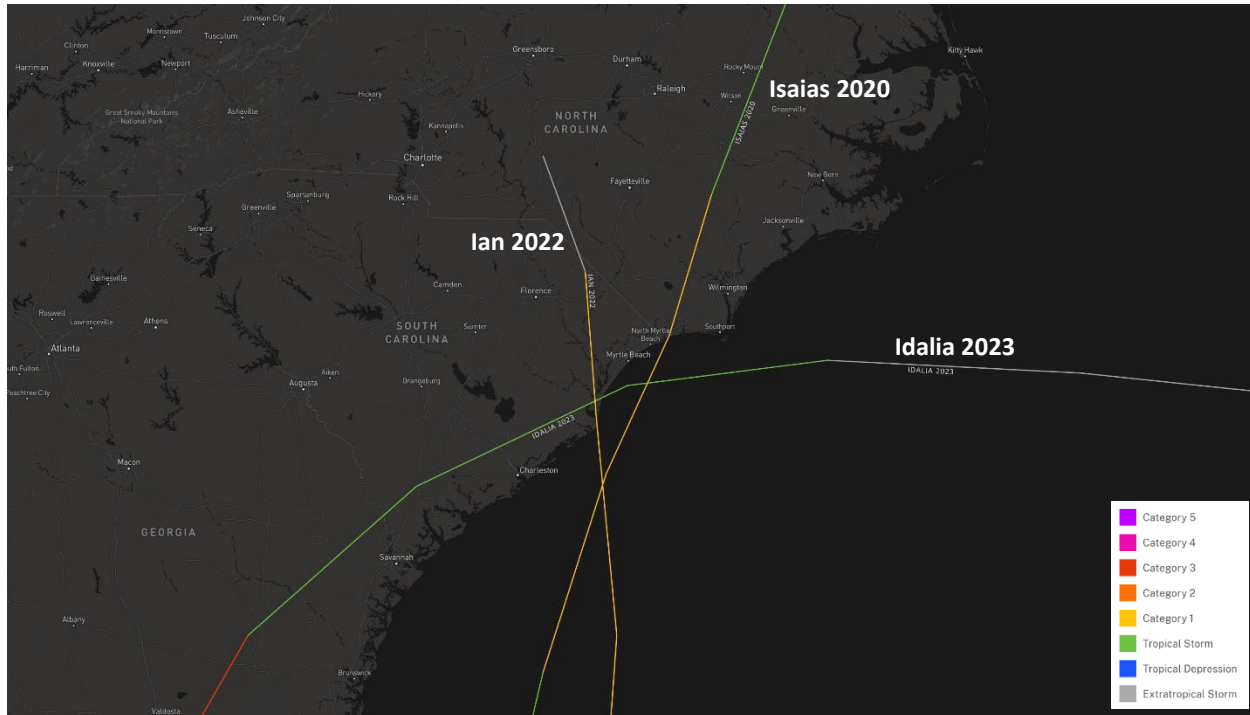 Johnson City
Morristown
Tusculum
Clinton
Harriman
Knoxville
Newport
Greensboro
Durham
Kitty Hawk
Rocky Mount
Raleigh
Wilson
Isaias 2020
Greenville
Great Smoky Mountains
National Park
Asheville
Hickory
Kannapolis
NORTH
CAROLINA
ISAIAS 2020
Charlotte
Fayetteville
New Bern
Spartanburg
Rock Hill
Greenville
Seneca
Jacksonville
Ian 2022
Gainesville
Camden
Florence
IAN 2022
Wilmington
Roswell
Lawrenceville
Athens
SOUTH
CAROLINA
Sumter
North Myrtle
Beach
Southport
Atlanta
Myrtle Beach
Idalia 2023
IDALIA 2023
outh Fulton
Aiken
Augusta
Orangeburg
Peachtree City
IDALIA 2023
Macon
Charleston
GEORGIA
Savannah
Albany
Brunswick
Valdosta
Category 5
Category 4
Category 3
Category 2
Category 1
Tropical Storm
Tropical Depression
Extratropical Storm